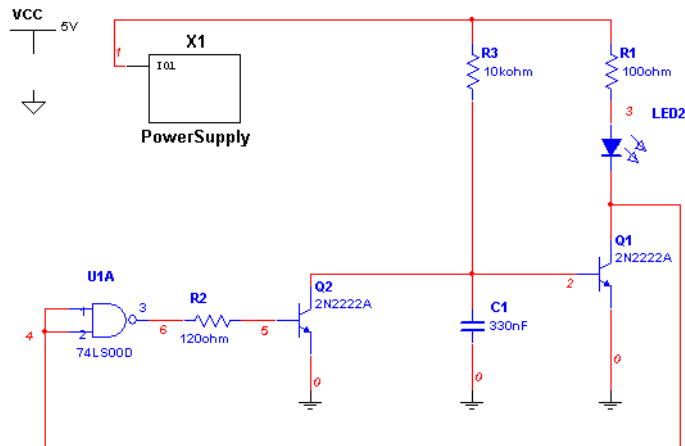 VCC
5V
X1
1
IO1
PowerSupply
R3
10kohm
R1
100ohm
3
LED2
Q1
2N2222A
2
U1A
Q2
2N2222A
1
3
R2
C1
4
2
6
5
330nF
74LS00D
120ohm
0
0
0